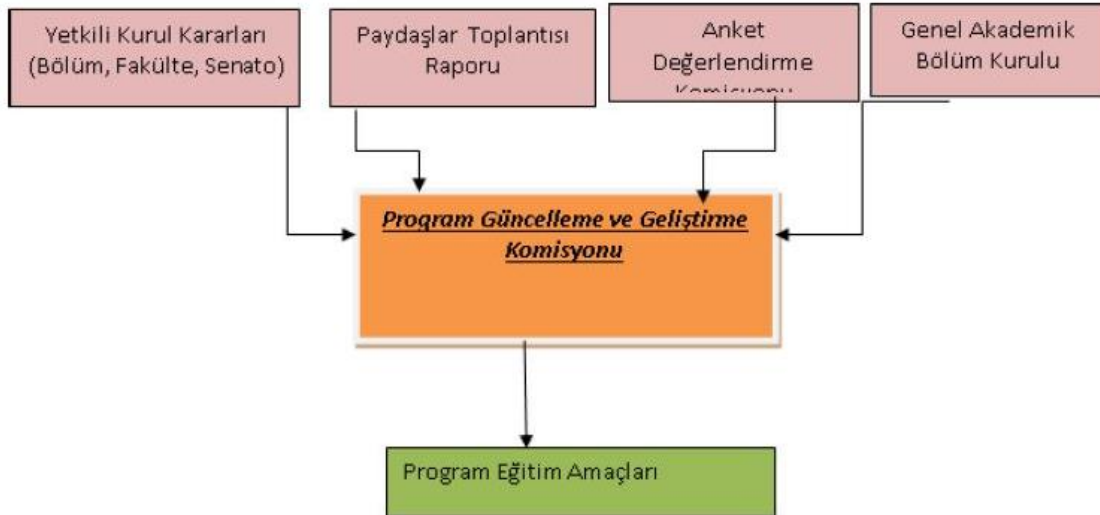 Yetkili Kurul Kararları
(Bölüm, Fakülte, Senato)
Paydaşlar Toplantısı
Raporu
Anket
Değerlendirme
Komisyonu
Genel Akademik
Bölüm Kurulu
Program Güncelleme ve Geliştirme
Komisyonu
Program Eğitim Amaçları